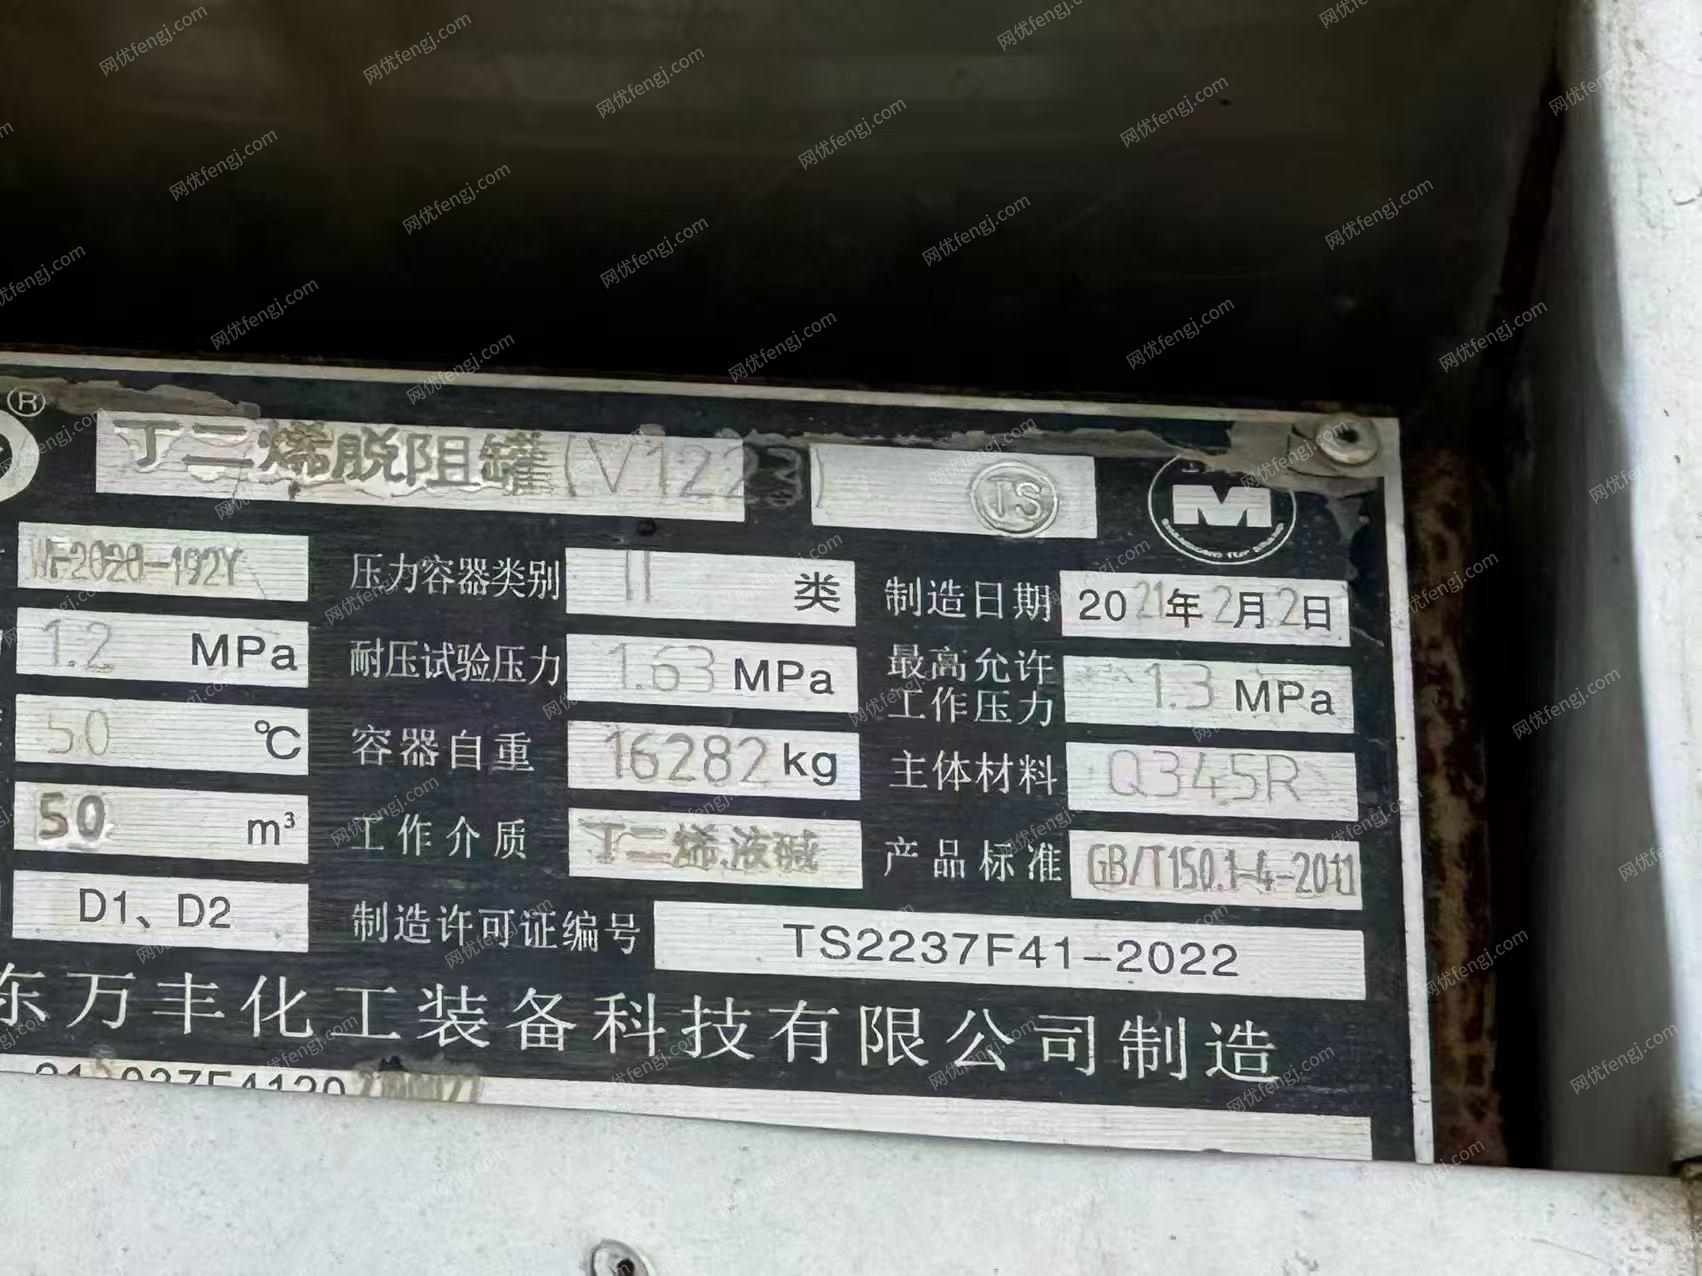 ®
丁二烯脱阻罐(V1223) TS M
WF2020-192Y 压力容器类别 II 类 制造日期 2021年2月2日
1.2 MPa 耐压试验压力 1.63 MPa 最高允许工作压力 1.3 MPa
50 ℃ 容器自重 16282 kg 主体材料 Q345R
50 m³ 工作介质 丁二烯、液碱 产品标准 GB/T150.1-4-2011
D1、D2 制造许可证编号 TS2237F41-2022
东万丰化工装备科技有限公司制造
网优fengj.com